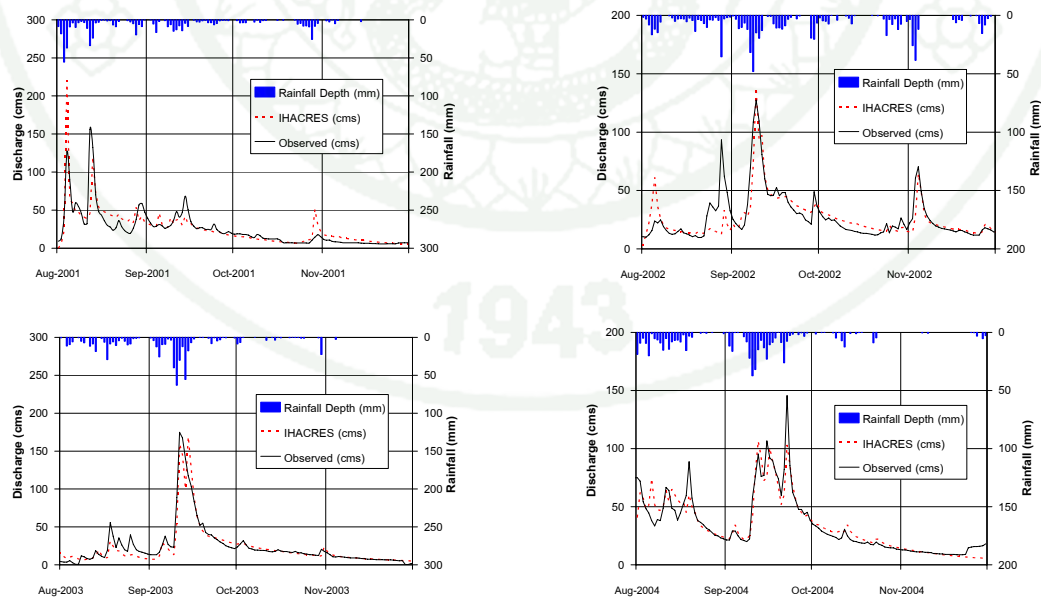 300
250
200
150
100
50
0
Discharge (cms)
0
50
100
150
200
250
300
Rainfall (mm)
Rainfall Depth (mm)
IHACRES (cms)
Observed (cms)
Aug-2001 Sep-2001 Oct-2001 Nov-2001
200
150
100
50
0
Discharge (cms)
0
50
100
150
200
Rainfall (mm)
Rainfall Depth (mm)
IHACRES (cms)
Observed (cms)
Aug-2002 Sep-2002 Oct-2002 Nov-2002
1943
300
250
200
150
100
50
0
Discharge (cms)
0
50
100
150
200
250
300
Rainfall (mm)
Rainfall Depth (mm)
IHACRES (cms)
Observed (cms)
Aug-2003 Sep-2003 Oct-2003 Nov-2003
200
150
100
50
0
Discharge (cms)
0
50
100
150
200
Rainfall (mm)
Rainfall Depth (mm)
IHACRES (cms)
Observed (cms)
Aug-2004 Sep-2004 Oct-2004 Nov-2004